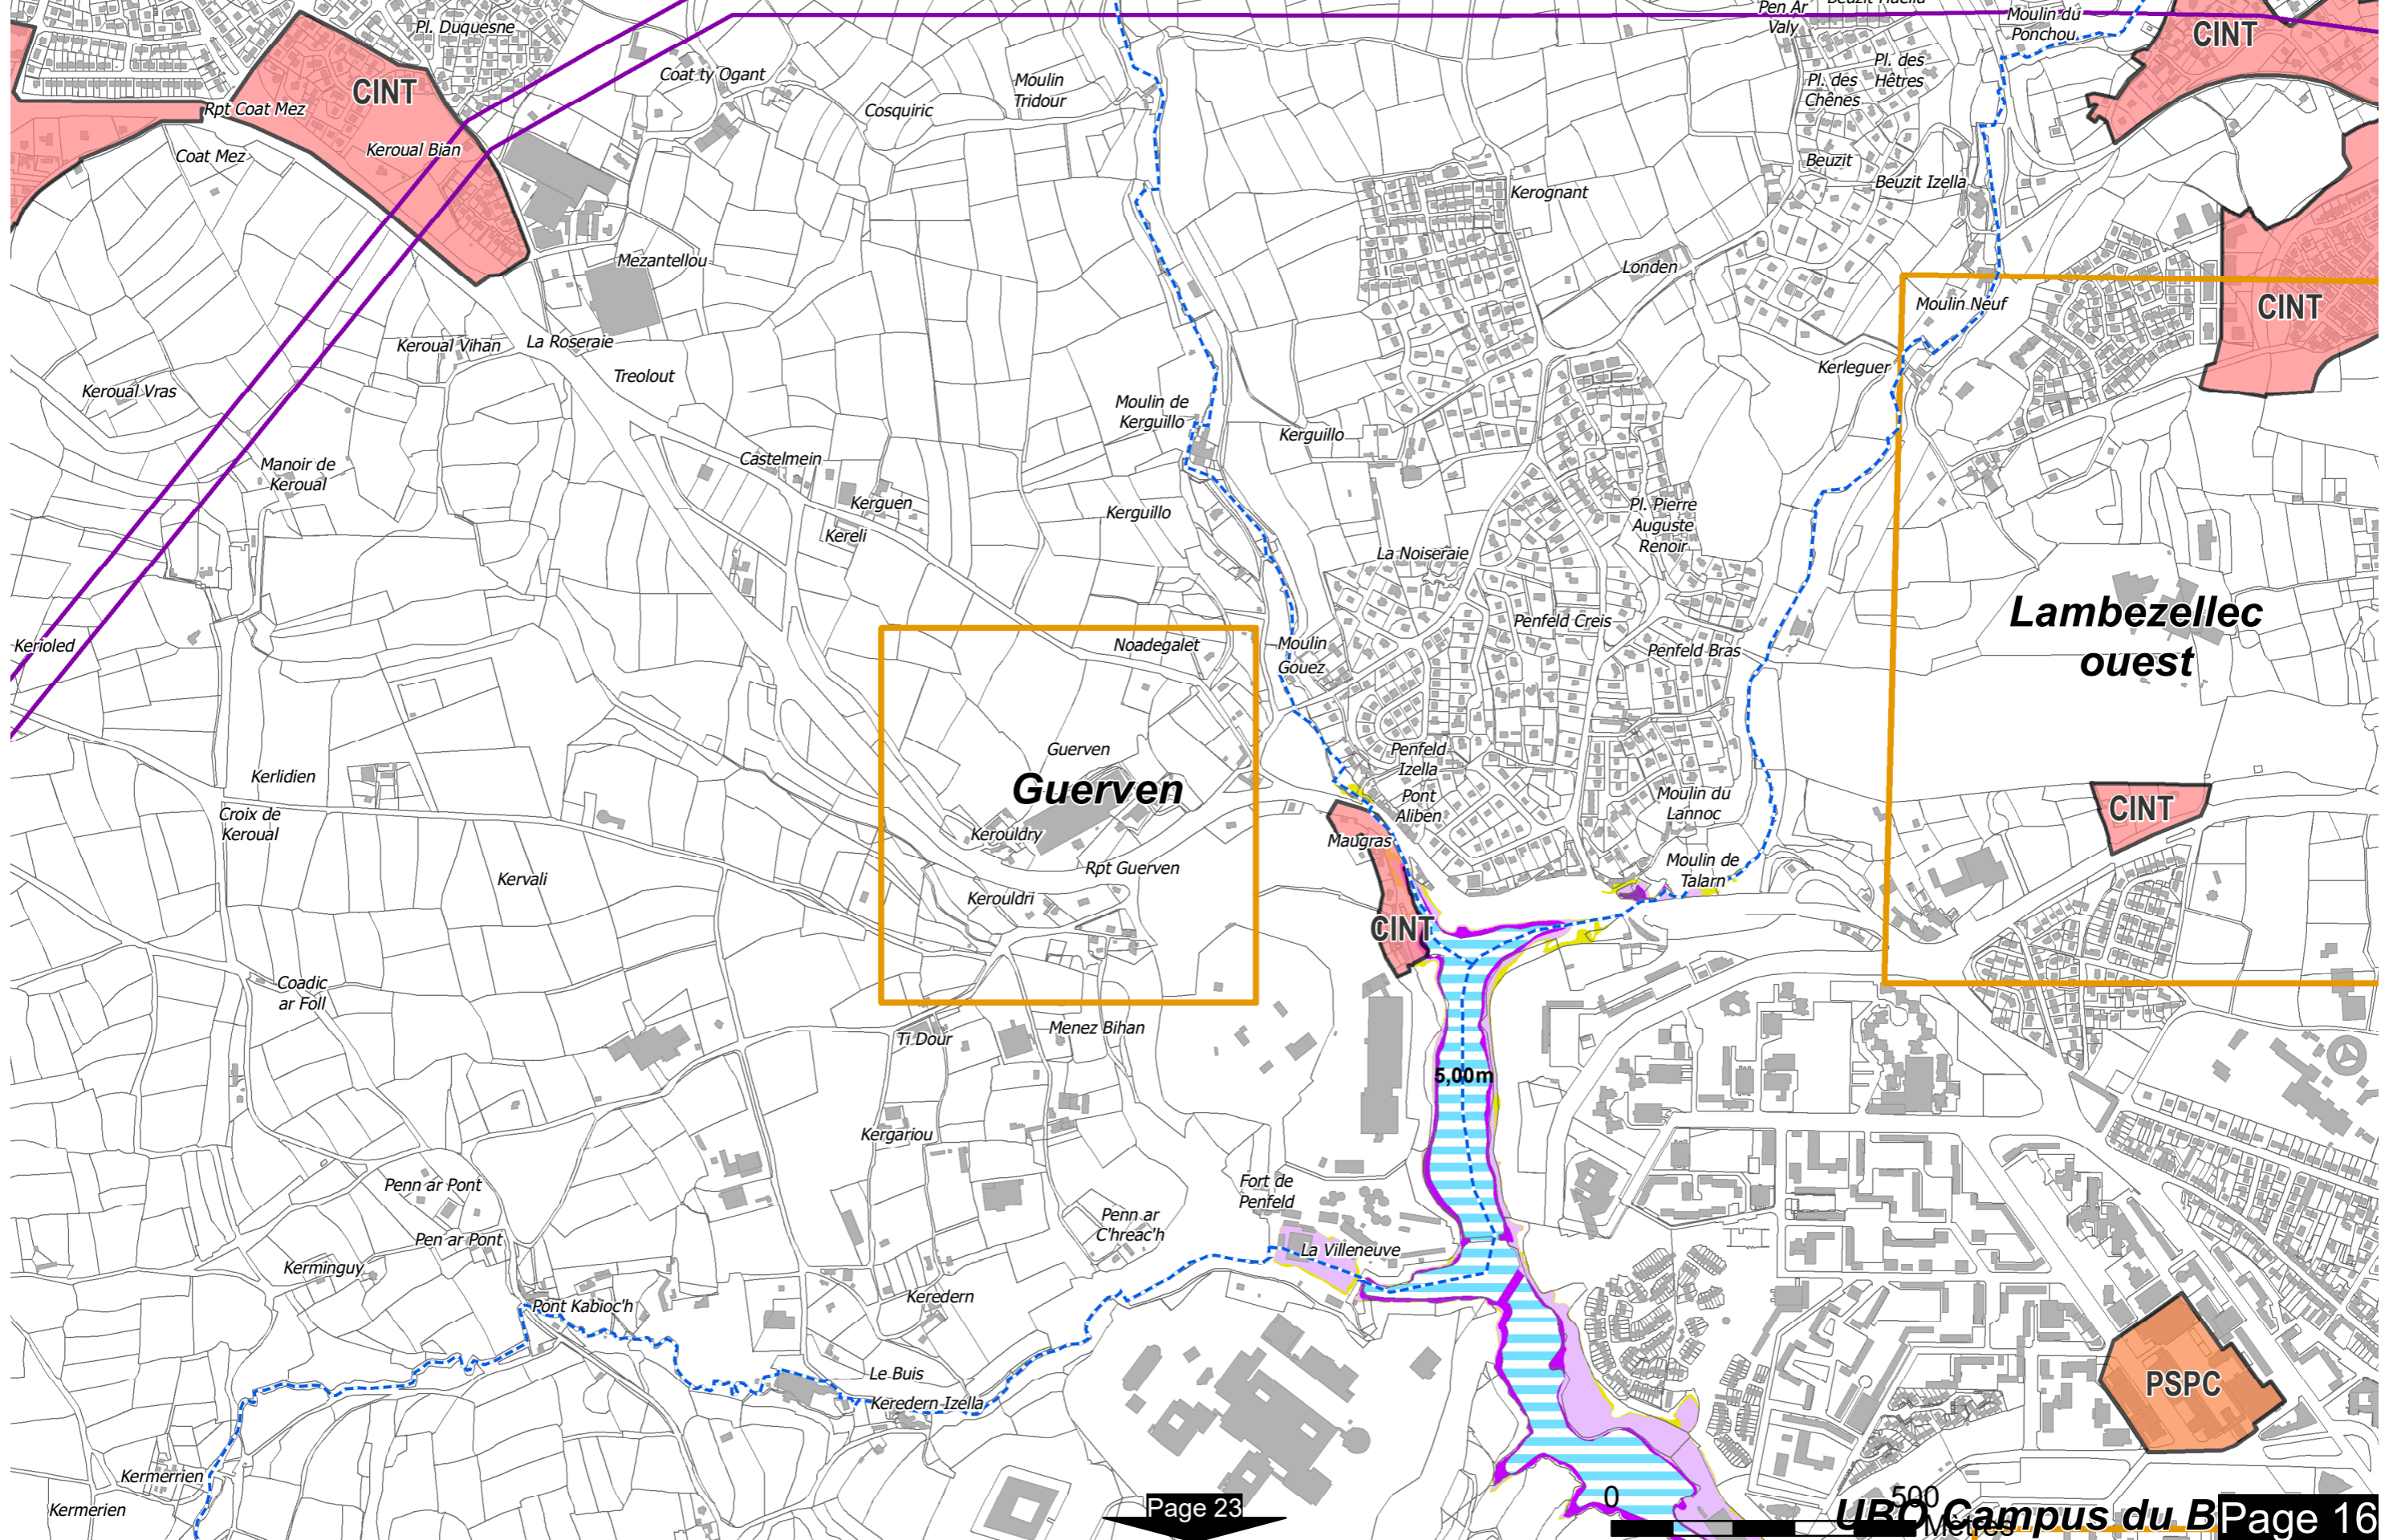 Pl. Duquesne
CINT
Rpt Coat Mez
Keroual Bian
Coat Mez
Coat ty Ogant
Cosquiric
Moulin
Tridour
Pen Ar
Valy
Beuzit Huella
Moulin du
Ponchou
CINT
Pl. des
Hêtres
Pl. des
Chênes
Beuzit
Beuzit Izella
Kerognant
Londen
Mezantellou
Moulin Neuf
CINT
Keroual Vihan
La Roseraie
Treolout
Keroual Vras
Kerleguer
Moulin de
Kerguillo
Kerguillo
Castelmein
Manoir de
Keroual
Kerguen
Kereli
Kerguillo
Pl. Pierre
Auguste
Renoir
La Noiseraie
Penfeld Creis
Penfeld Bras
Lambezellec
ouest
Kerioled
Noadegalet
Moulin
Gouez
Guerven
Guerven
Penfeld
Izella
Pont
Aliben
Moulin du
Lannoc
Kerlidien
Croix de
Keroual
Kerouldry
Maugras
CINT
Kervali
Rpt Guerven
Moulin de
Talarn
Kerouldri
CINT
Coadic
ar Foll
Ti Dour
Menez Bihan
5,00m
Kergariou
Penn ar Pont
Fort de
Penfeld
Penn ar
C'hreac'h
Pen ar Pont
La Villeneuve
Kerminguy
Pont Kabioc'h
Keredern
Le Buis
Keredern Izella
PSPC
Kermerrien
Kermerien
Page 23
0
500
Mètres
UBO Campus du B
Page 16